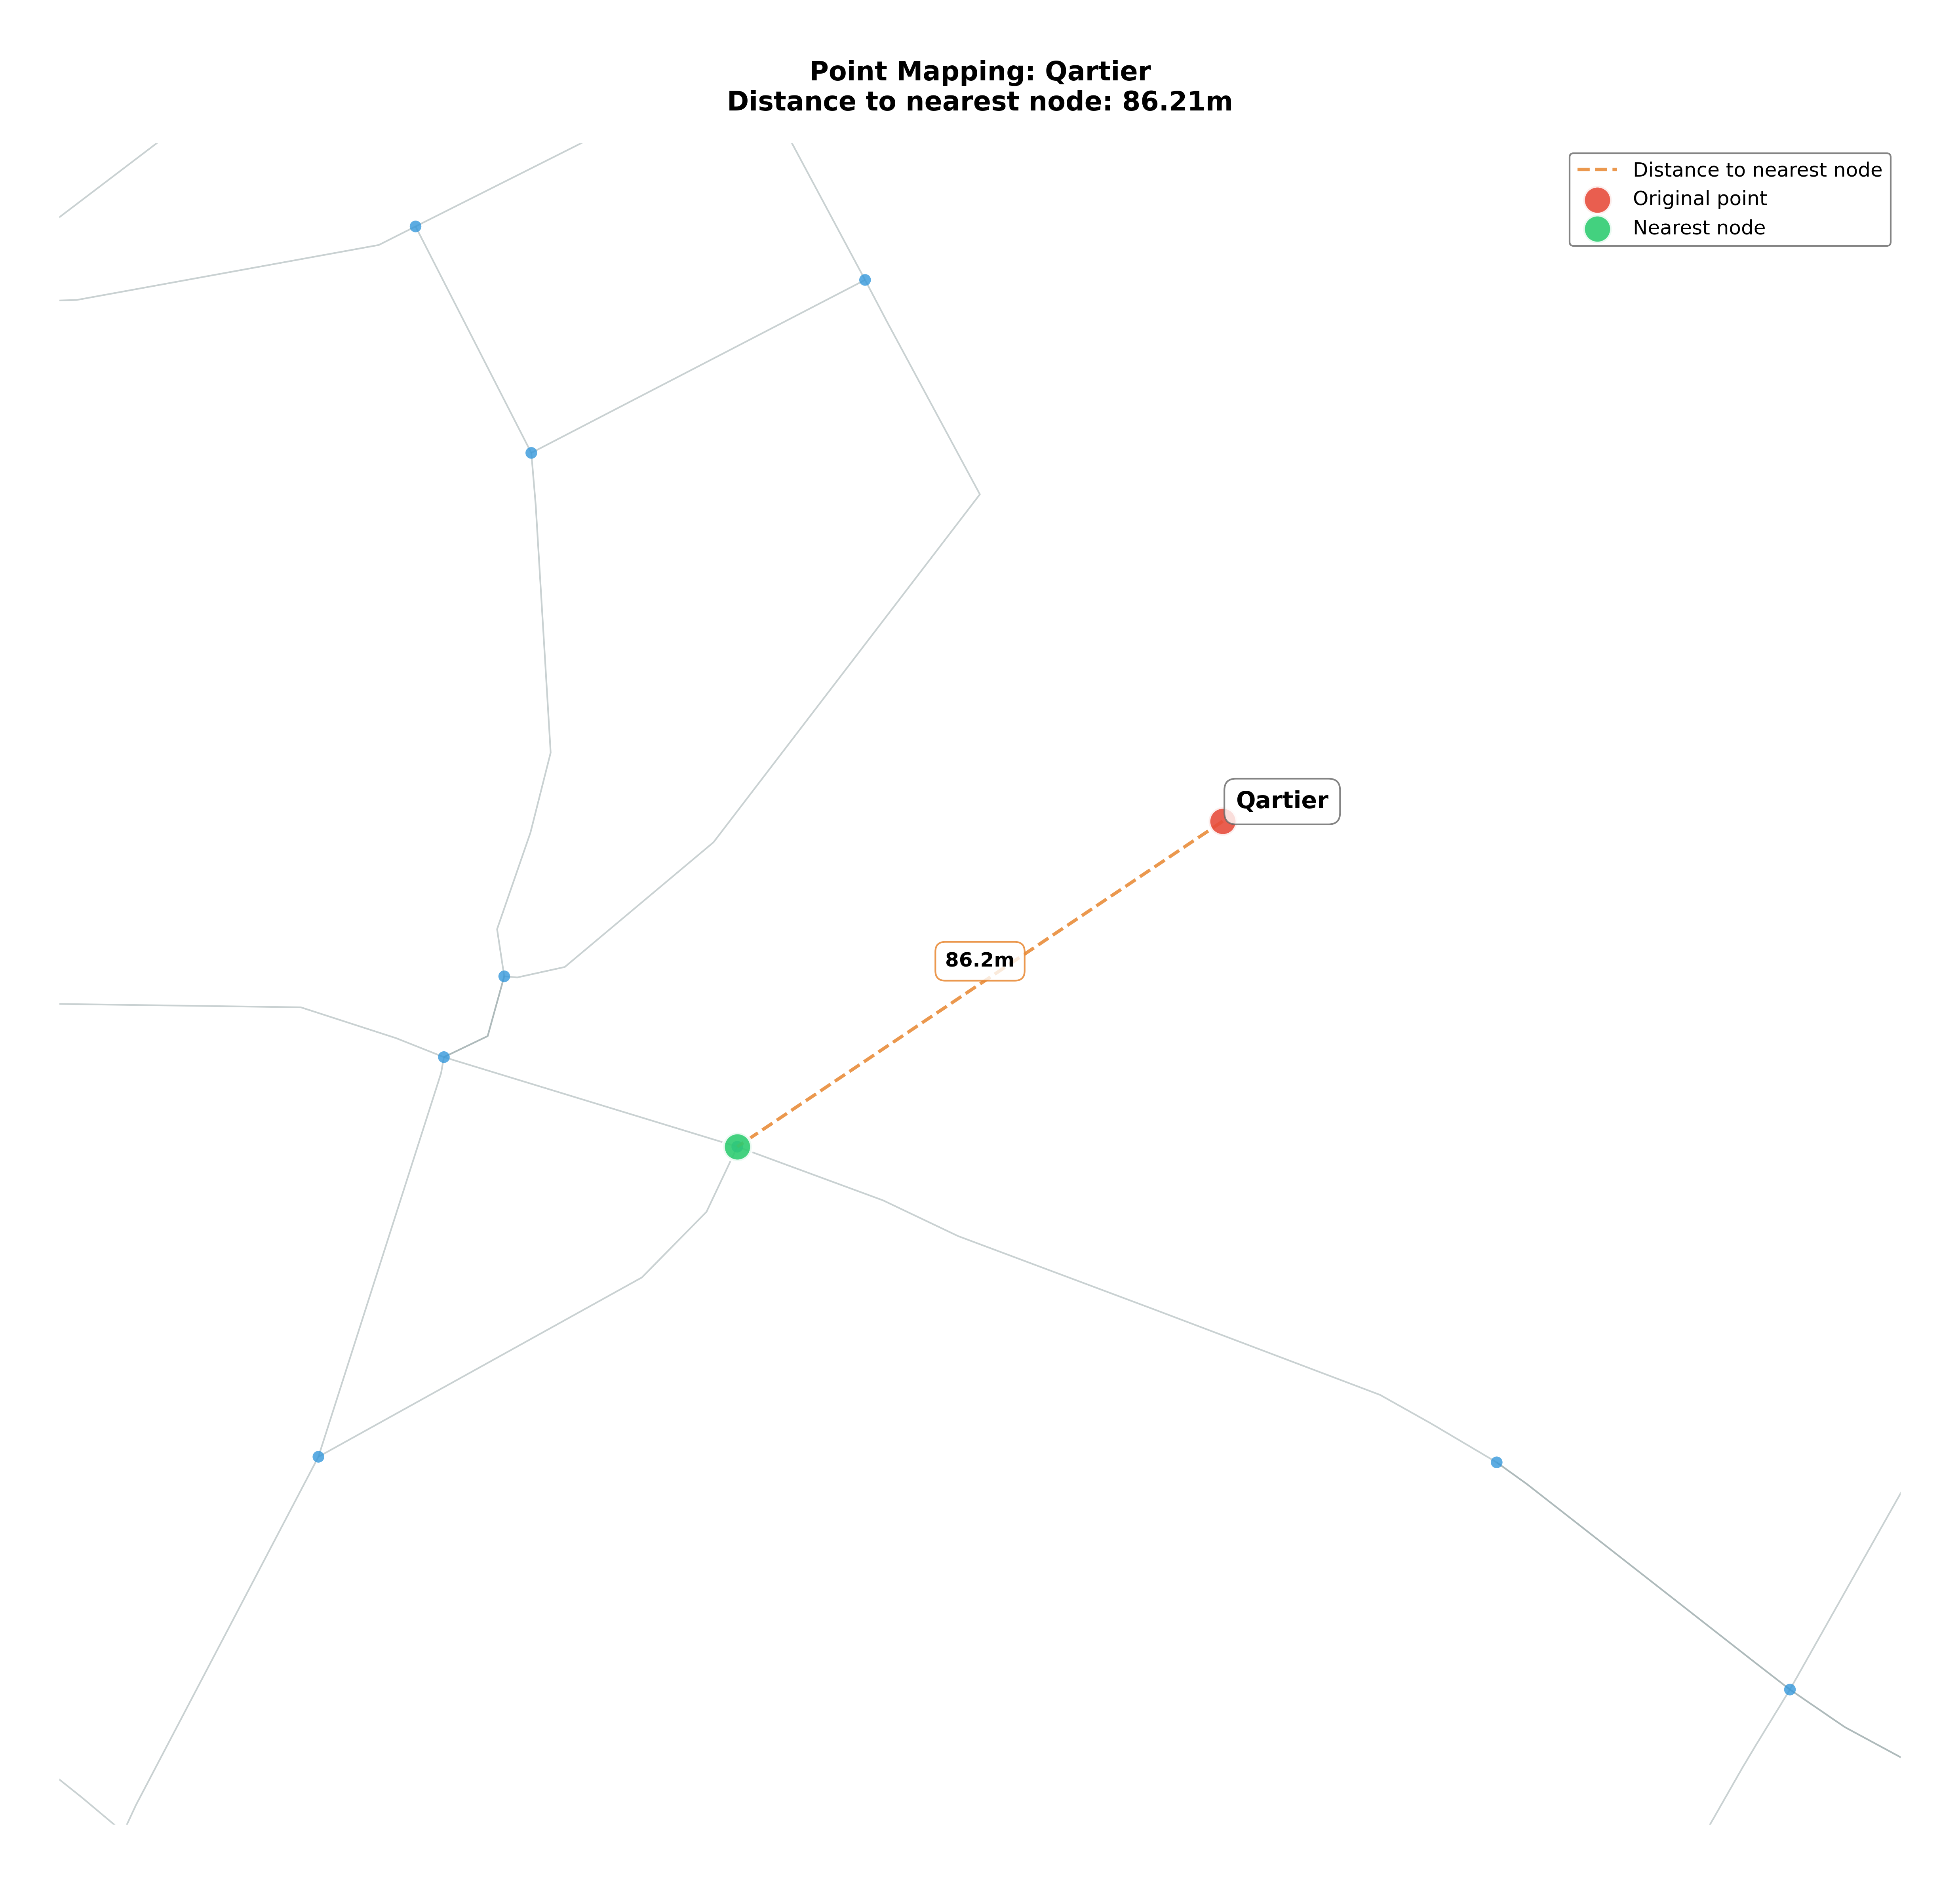 Point Mapping: Qartier
Distance to nearest node: 86.21m
Distance to nearest node
Original point
Nearest node
Qartier
86.2m